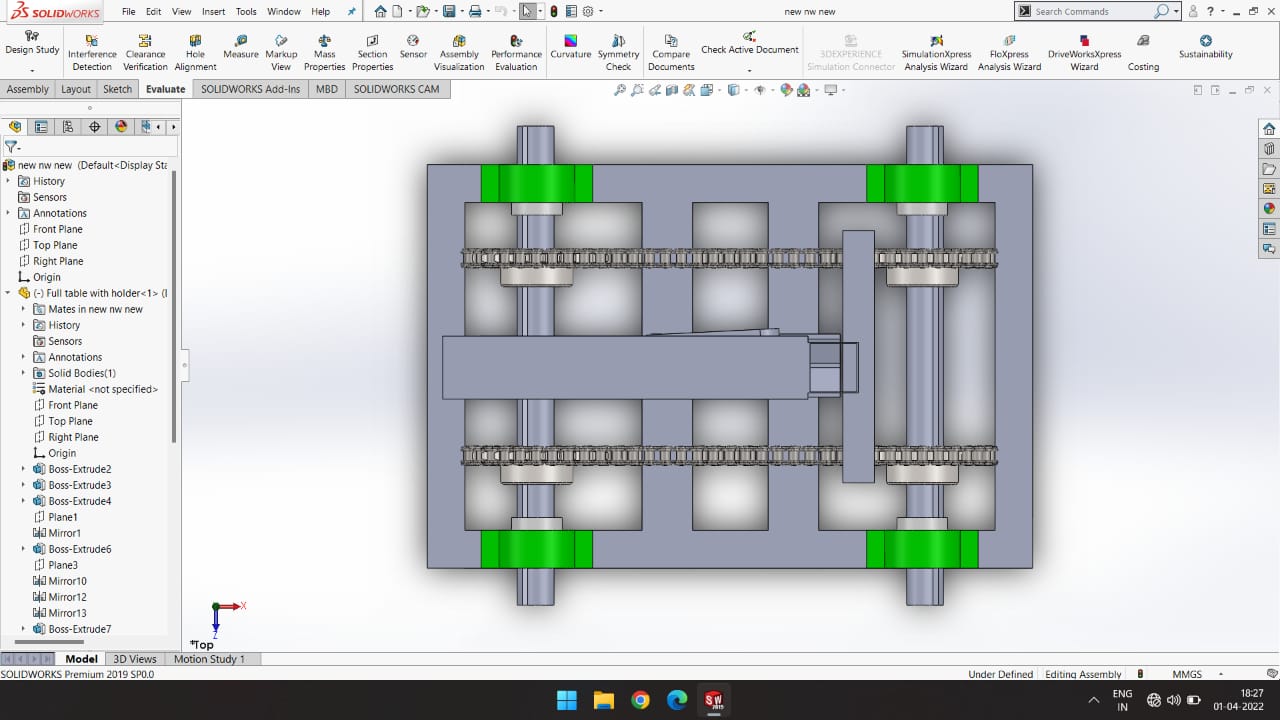 SOLIDWORKS File Edit View Insert Tools Window Help new nw new Search Commands
Design Study Interference Detection Clearance Verification Hole Alignment Measure Markup View Mass Properties Section Properties Sensor Assembly Visualization Performance Evaluation Curvature Symmetry Check Compare Documents Check Active Document 3DEXPERIENCE Simulation Connector SimulationXpress Analysis Wizard FloXpress Analysis Wizard DriveWorksXpress Wizard Costing Sustainability
Assembly Layout Sketch Evaluate SOLIDWORKS Add-Ins MBD SOLIDWORKS CAM
new nw new (Default<Display Sta
History
Sensors
Annotations
Front Plane
Top Plane
Right Plane
Origin
(-) Full table with holder<1> (
Mates in new nw new
History
Sensors
Annotations
Solid Bodies(1)
Material <not specified>
Front Plane
Top Plane
Right Plane
Origin
Boss-Extrude2
Boss-Extrude3
Boss-Extrude4
Plane1
Mirror1
Boss-Extrude6
Plane3
Mirror10
Mirror12
Mirror13
Boss-Extrude7
X
Z
*Top
Model 3D Views Motion Study 1
SOLIDWORKS Premium 2019 SP0.0 Under Defined Editing Assembly MMGS
SW 2019 ENG IN 18:27 01-04-2022